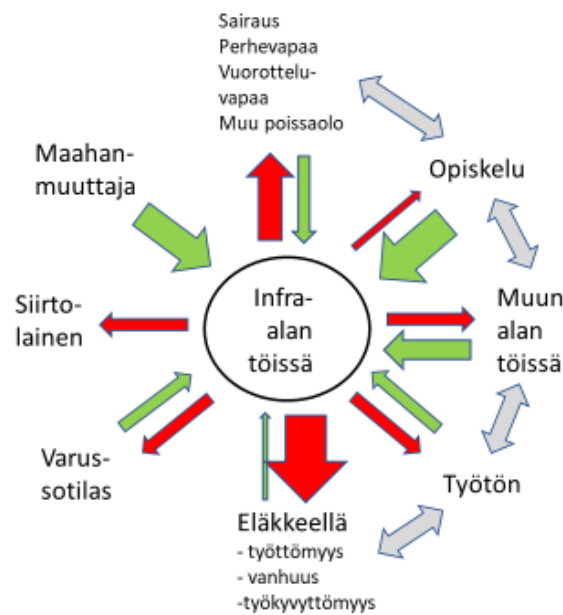 Sairaus
Perhevapaa
Vuorottelu-
vapaa
Muu poissaolo
Maahan-
muuttaja
Opiskelu
Siirto-
lainen
Infra-
alan
töissä
Muun
alan
töissä
Varus-
sotilas
Työtön
Eläkkeellä
- työttömyys
- vanhuus
-työkyvyttömyys